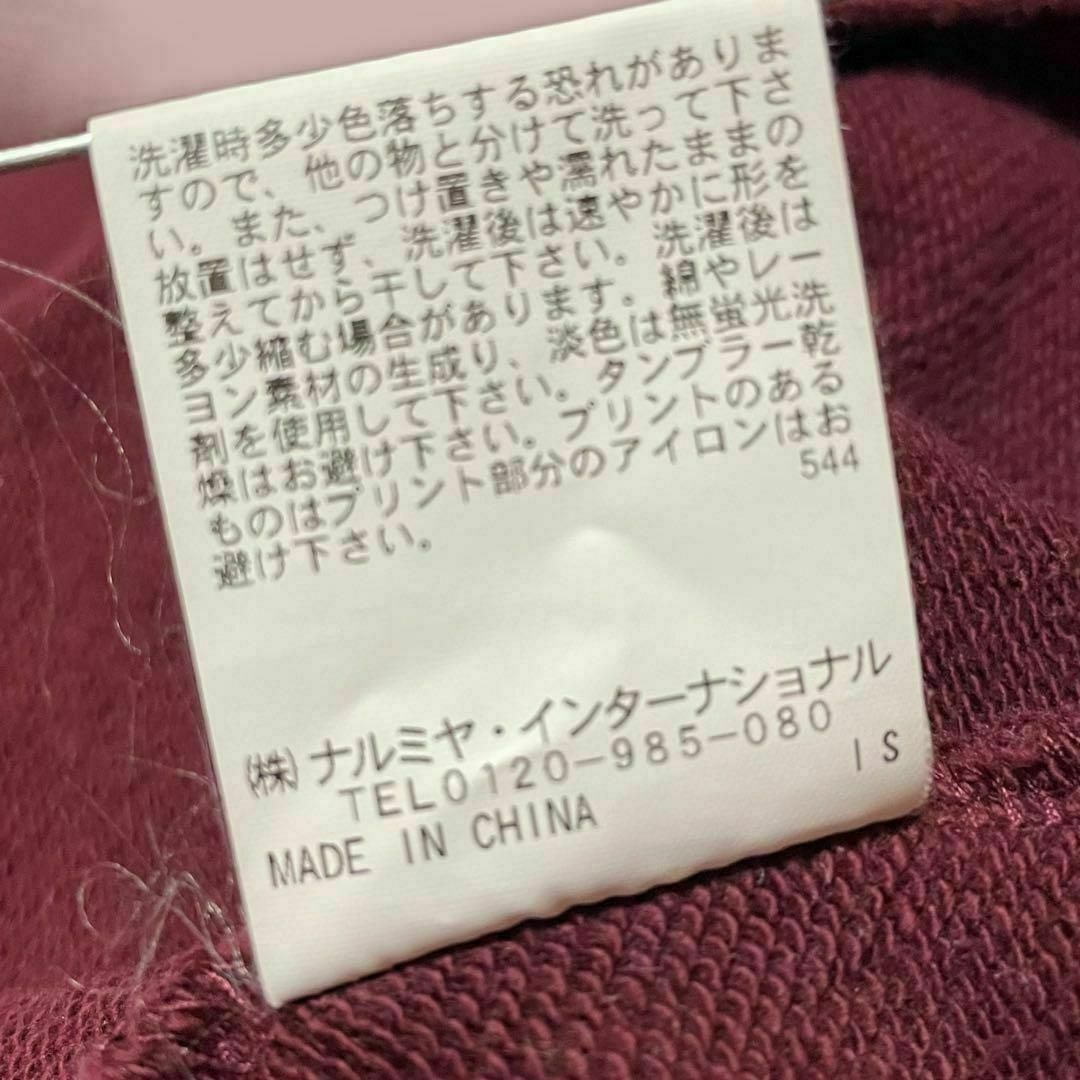 洗濯時多少色落ちする恐れがありま
すので、他の物と分けて洗って下さ
い。また、つけ置きや濡れたままの
放置はせず、洗濯後は速やかに形を
整えてから干して下さい。洗濯後は
多少縮む場合があります。綿やレー
ヨン素材の生成り、淡色は無蛍光洗
剤を使用して下さい。タンブラー乾
燥はお避け下さい。プリントのある
ものはプリント部分のアイロンはお
避け下さい。
544
㈱ナルミヤ・インターナショナル
TEL0120-985-080
IS
MADE IN CHINA